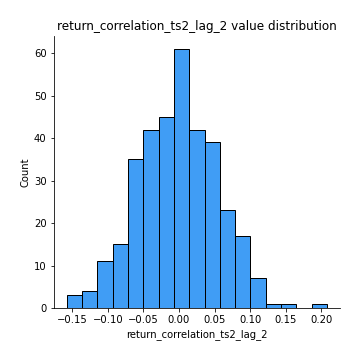 return_correlation_ts2_lag_2 value distribution
60
50
40
30
20
10
0
Count
−0.15 −0.10 −0.05 0.00 0.05 0.10 0.15 0.20
return_correlation_ts2_lag_2